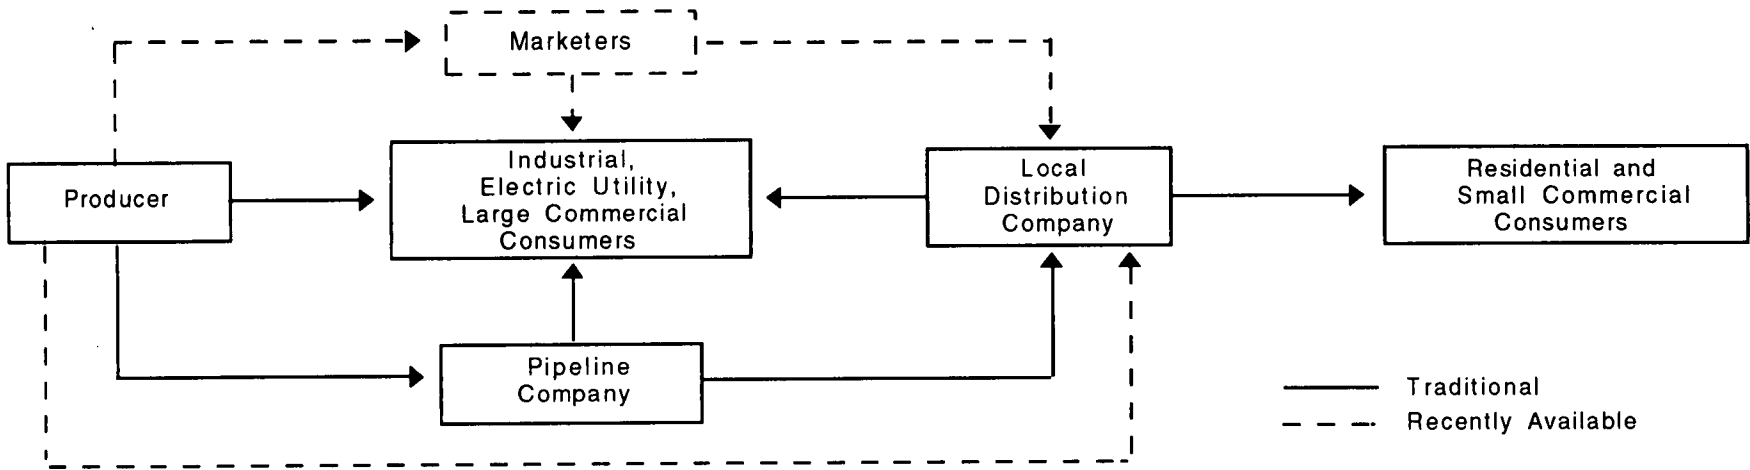 Marketers
Producer
Industrial,
Electric Utility,
Large Commercial
Consumers
Local
Distribution
Company
Residential and
Small Commercial
Consumers
Pipeline
Company
Traditional
Recently Available